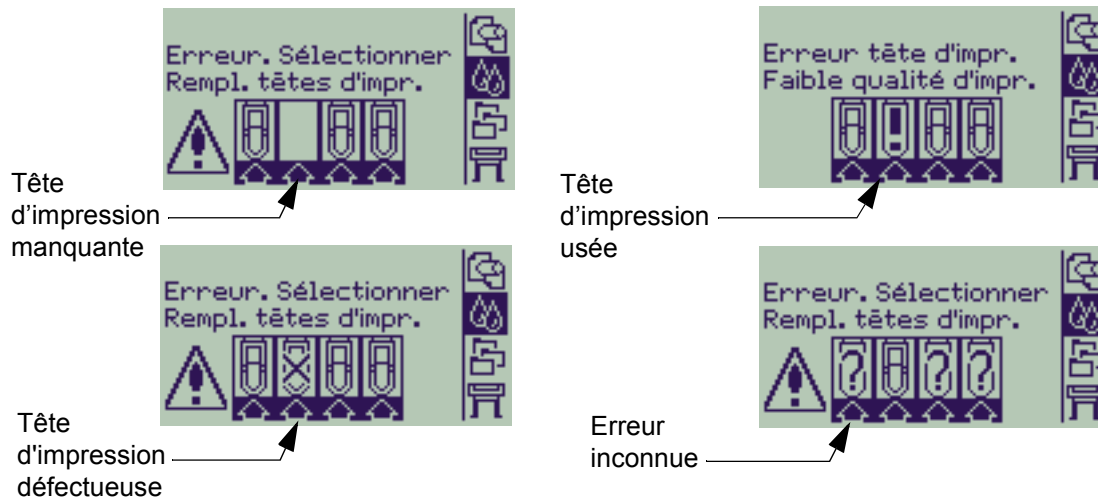 Erreur. Sélectionner
Rempl. têtes d'impr.
Tête
d’impression
manquante
Erreur tête d'impr.
Faible qualité d'impr.
!
Tête
d’impression
usée
Erreur. Sélectionner
Rempl. têtes d'impr.
Tête
d'impression
défectueuse
Erreur. Sélectionner
Rempl. têtes d'impr.
? ? ?
Erreur
inconnue